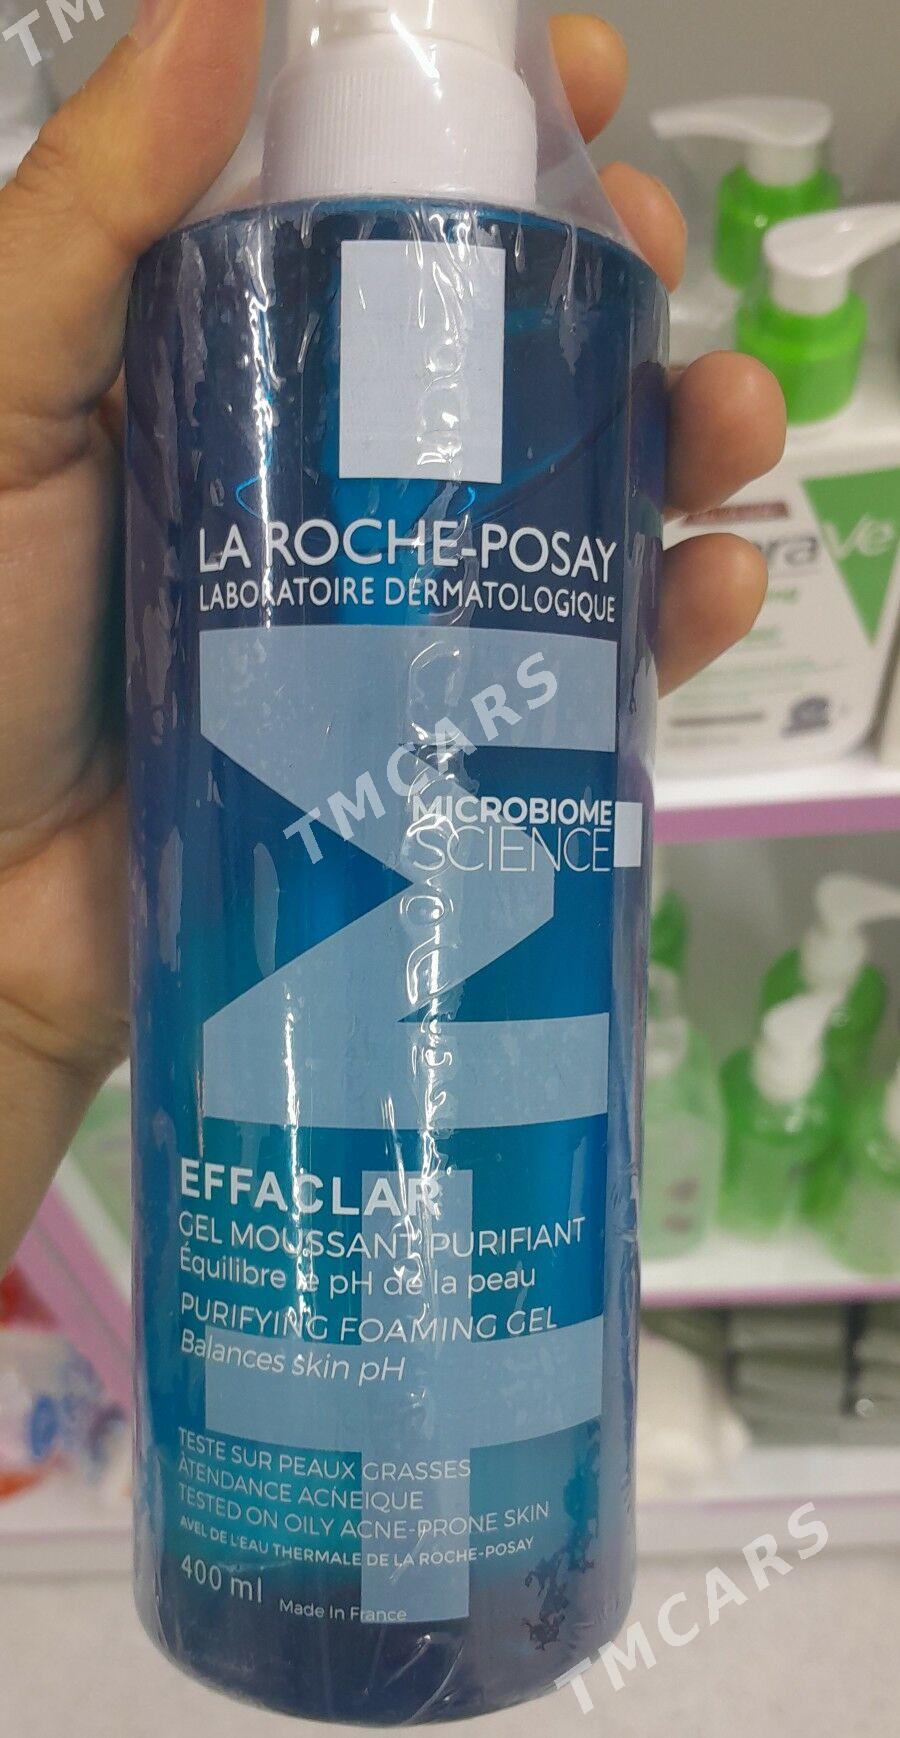 TM
LA ROCHE-POSAY
LABORATOIRE DERMATOLOGIQUE
TMCARS
MICROBIOME
SCIENCE
EFFACLAR
GEL MOUSSANT PURIFIANT
Équilibre le pH de la peau
PURIFYING FOAMING GEL
Balances skin pH
TESTE SUR PEAUX GRASSES
ÀTENDANCE ACNEIQUE
TESTED ON OILY ACNE-PRONE SKIN
AVEL DE L'EAU THERMALE DE LA ROCHE-POSAY
400 ml
Made In France
TMCARS
eraVe